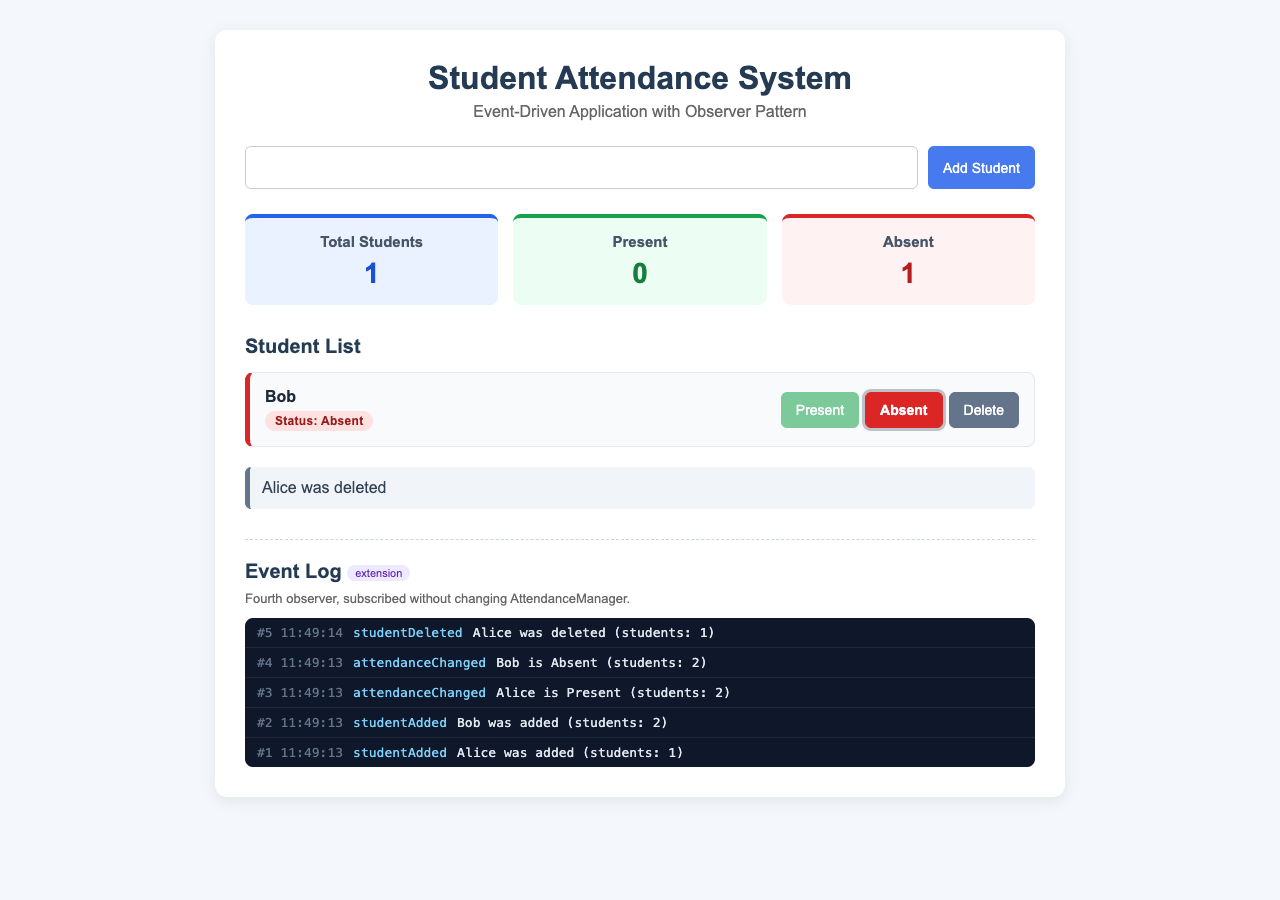 Student Attendance System
Event-Driven Application with Observer Pattern
Add Student
Total Students
1
Present
0
Absent
1
Student List
Bob
Status: Absent
Present
Absent
Delete
Alice was deleted
Event Log extension
Fourth observer, subscribed without changing AttendanceManager.
#5 11:49:14 studentDeleted Alice was deleted (students: 1)
#4 11:49:13 attendanceChanged Bob is Absent (students: 2)
#3 11:49:13 attendanceChanged Alice is Present (students: 2)
#2 11:49:13 studentAdded Bob was added (students: 2)
#1 11:49:13 studentAdded Alice was added (students: 1)